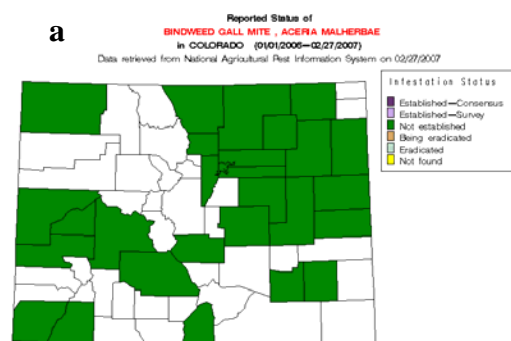 Reported Status of
a
BINDWEED GALL MITE , ACERIA MALHERBAE
in COLORADO (01/01/2006—02/27/2007)
Data retrieved from National Agricultural Pest Information System on 02/27/2007
Infestation Status
Established—Consensus
Established—Survey
Not established
Being eradicated
Eradicated
Not found